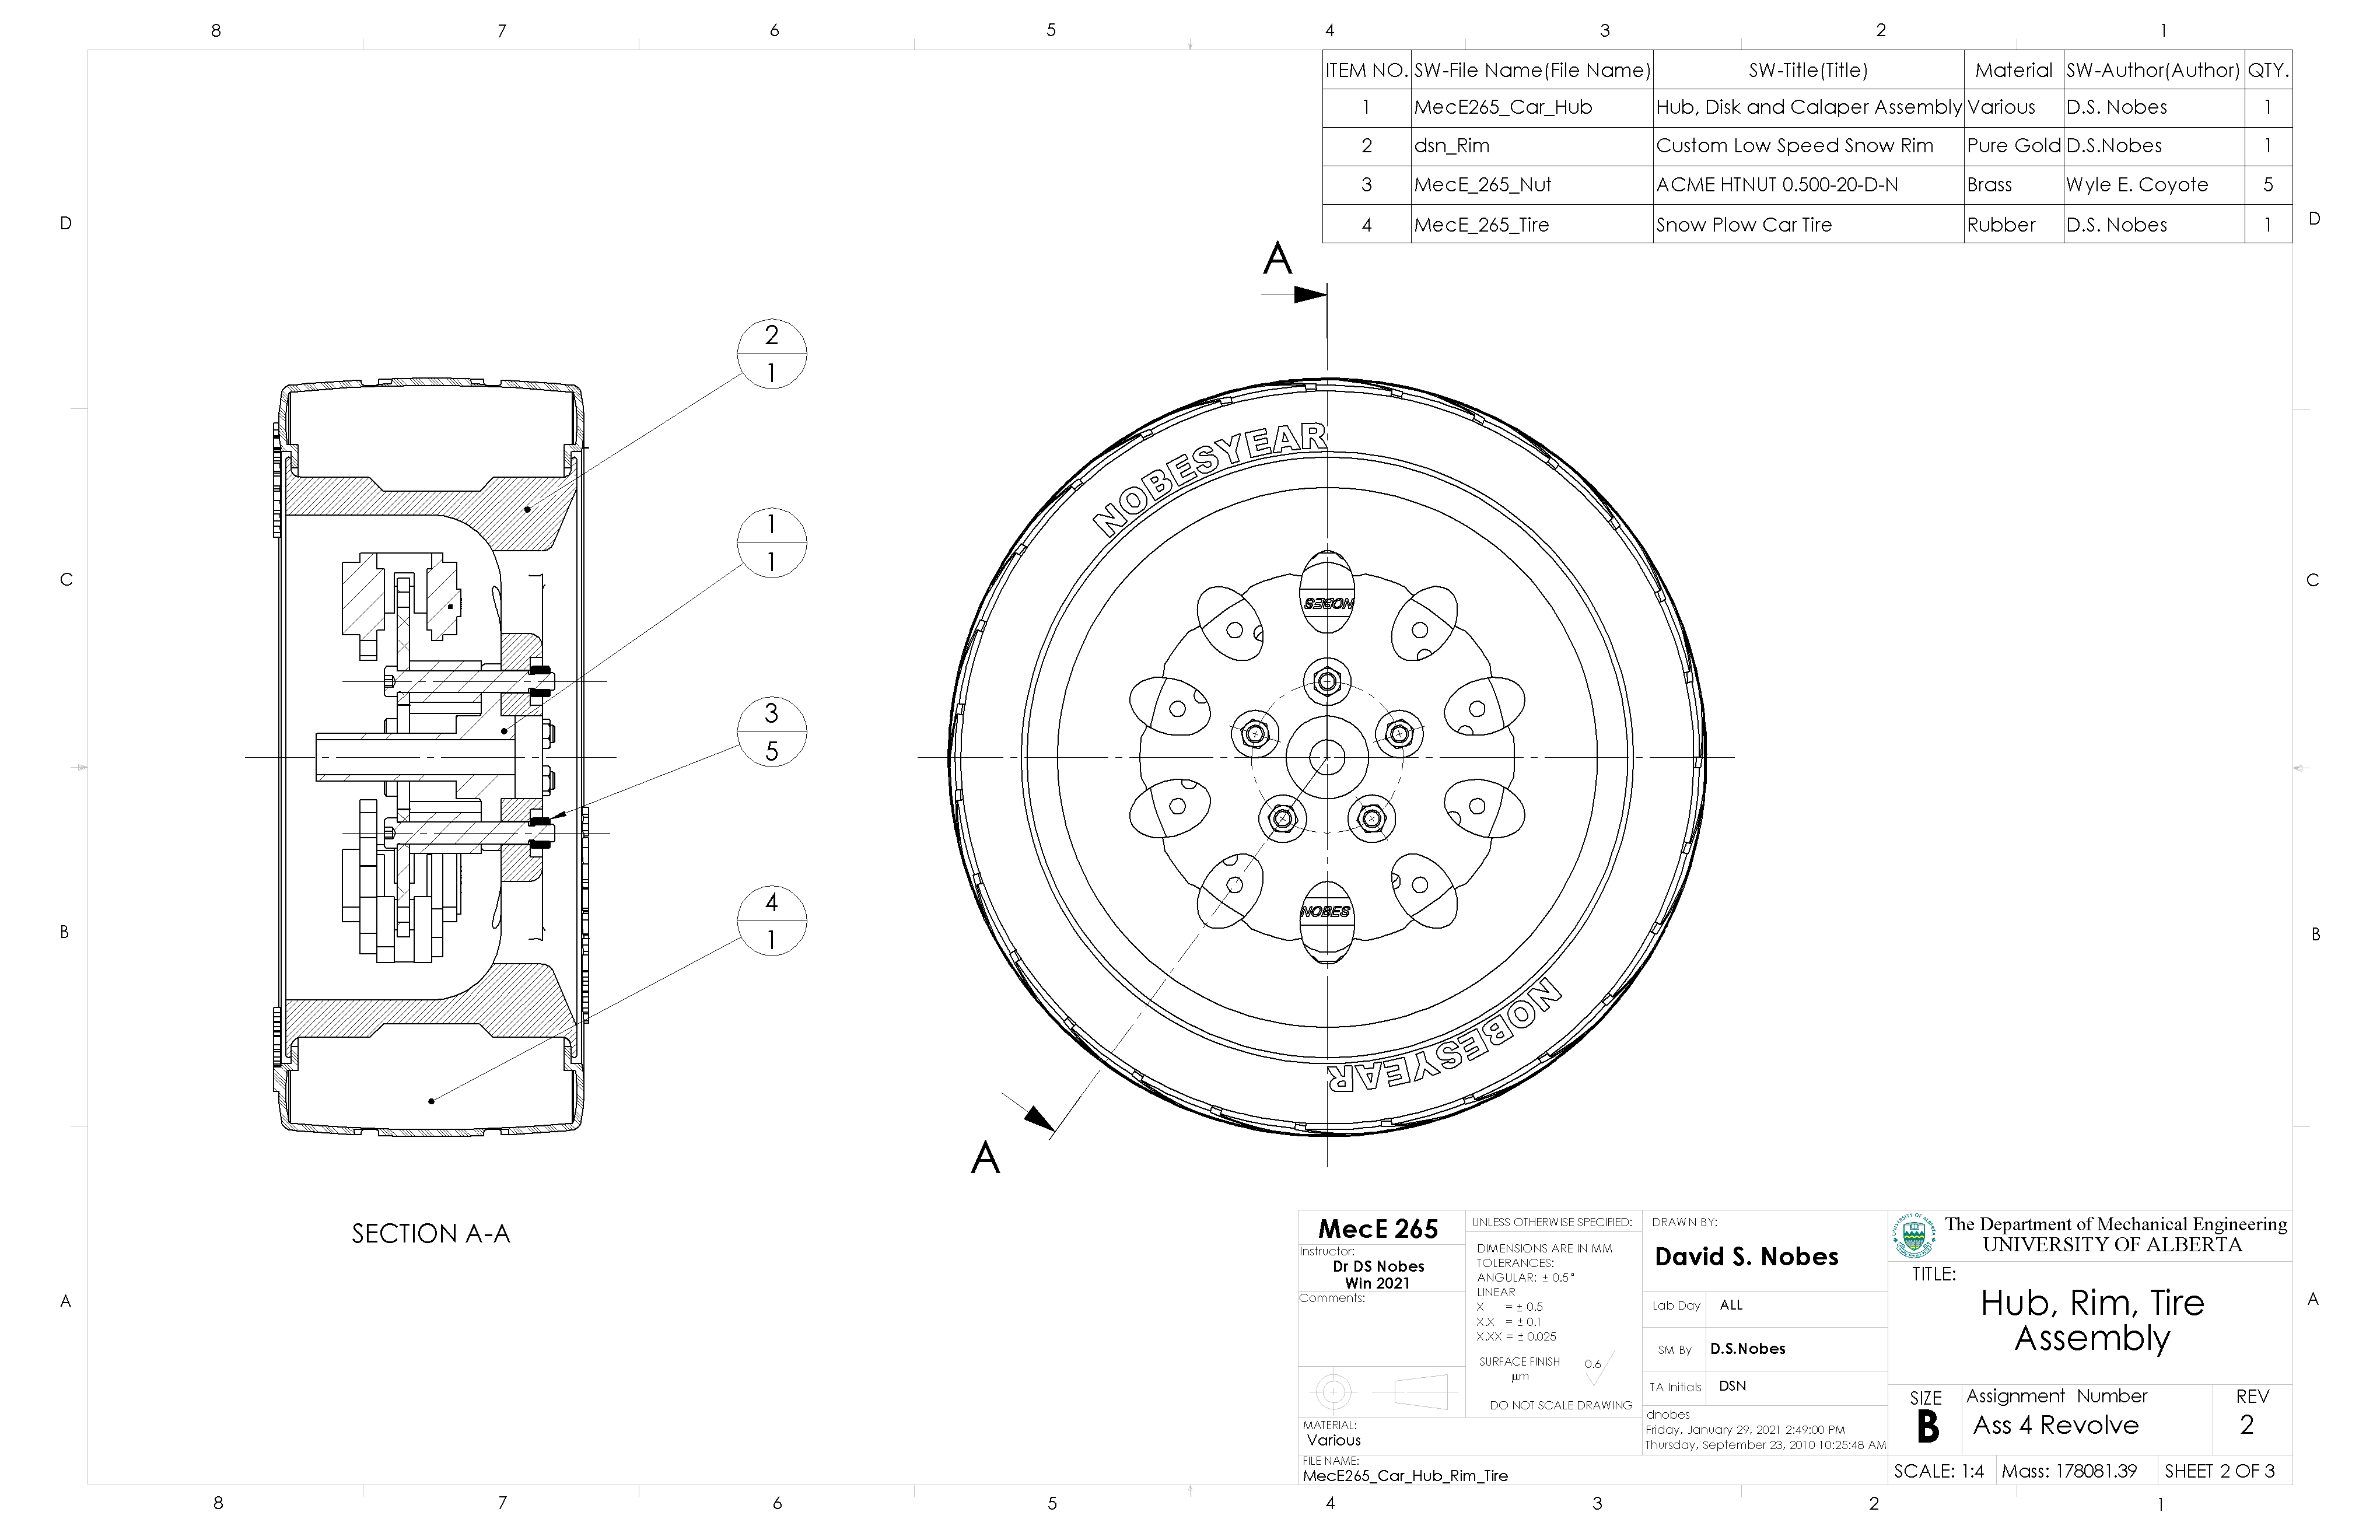 8 7 6 5 4 3 2 1
ITEM NO. SW-File Name(File Name) SW-Title(Title) Material SW-Author(Author) QTY.
1 MecE265_Car_Hub Hub, Disk and Calaper Assembly Various D.S. Nobes 1
2 dsn_Rim Custom Low Speed Snow Rim Pure Gold D.S.Nobes 1
3 MecE_265_Nut ACME HTNUT 0.500-20-D-N Brass Wyle E. Coyote 5
4 MecE_265_Tire Snow Plow Car Tire Rubber D.S. Nobes 1
D D
A
2
1
NOBESYEAR
1
1
C C
NOBES
3
5
4
1
NOBES
B B
NOBESYEAR
A
SECTION A-A
A A
MecE 265
Instructor:
Dr DS Nobes
Win 2021
Comments:
UNLESS OTHERWISE SPECIFIED:
DIMENSIONS ARE IN MM
TOLERANCES:
ANGULAR: ± 0.5°
LINEAR
X = ± 0.5
X.X = ± 0.1
X.XX = ± 0.025
SURFACE FINISH 0.6
µm
DO NOT SCALE DRAWING
MATERIAL:
Various
FILE NAME:
MecE265_Car_Hub_Rim_Tire
DRAWN BY:
David S. Nobes
Lab Day ALL
SM By D.S.Nobes
TA Initials DSN
dnobes
Friday, January 29, 2021 2:49:00 PM
Thursday, September 23, 2010 10:25:48 AM
The Department of Mechanical Engineering
UNIVERSITY OF ALBERTA
TITLE:
Hub, Rim, Tire
Assembly
SIZE
B
Assignment Number
Ass 4 Revolve
REV
2
SCALE: 1:4 Mass: 178081.39 SHEET 2 OF 3
8 7 6 5 4 3 2 1